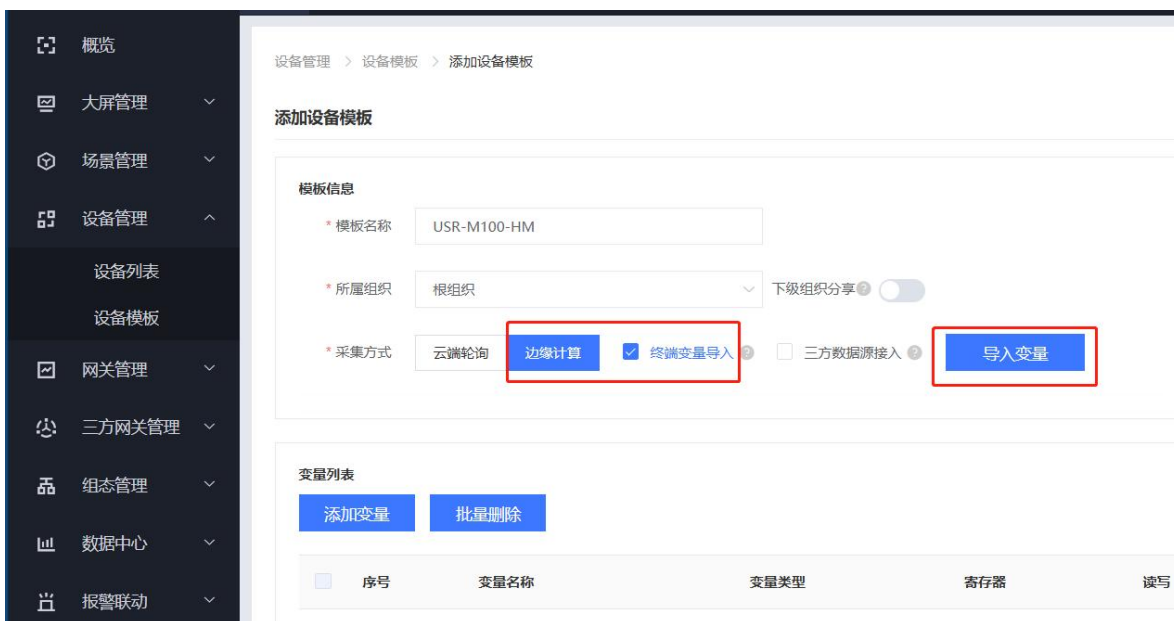 概览
大屏管理
场景管理
设备管理
设备列表
设备模板
网关管理
三方网关管理
组态管理
数据中心
报警联动
设备管理 > 设备模板 > 添加设备模板
添加设备模板
模板信息
* 模板名称 USR-M100-HM
* 所属组织 根组织 下级组织分享
* 采集方式 云端轮询 边缘计算 终端变量导入 三方数据源接入 导入变量
变量列表
添加变量 批量删除
序号 变量名称 变量类型 寄存器 读写